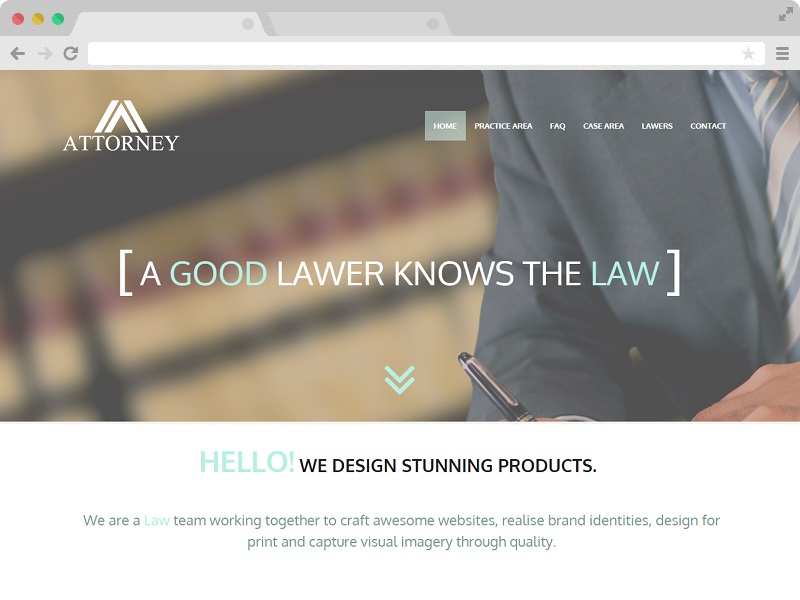 ATTORNEY
HOME PRACTICE AREA FAQ CASE AREA LAWERS CONTACT
[ A GOOD LAWER KNOWS THE LAW ]
HELLO! WE DESIGN STUNNING PRODUCTS.
We are a Law team working together to craft awesome websites, realise brand identities, design for
print and capture visual imagery through quality.